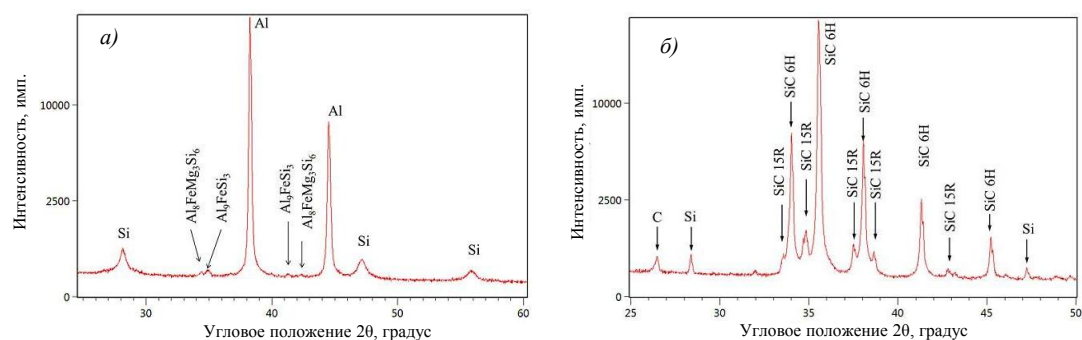 а)
Интенсивность, имп.
10000
2500
0
Si
Al₈FeMg₃Si₆
Al₉FeSi₃
Al
Al₉FeSi₃
Al₈FeMg₃Si₆
Al
Si
Si
30 40 50 60
Угловое положение 2θ, градус
б)
Интенсивность, имп.
10000
2500
0
C
Si
SiC 15R
SiC 6H
SiC 15R
SiC 6H
SiC 15R
SiC 6H
SiC 15R
SiC 6H
SiC 15R
SiC 6H
Si
25 30 35 40 45 50
Угловое положение 2θ, градус